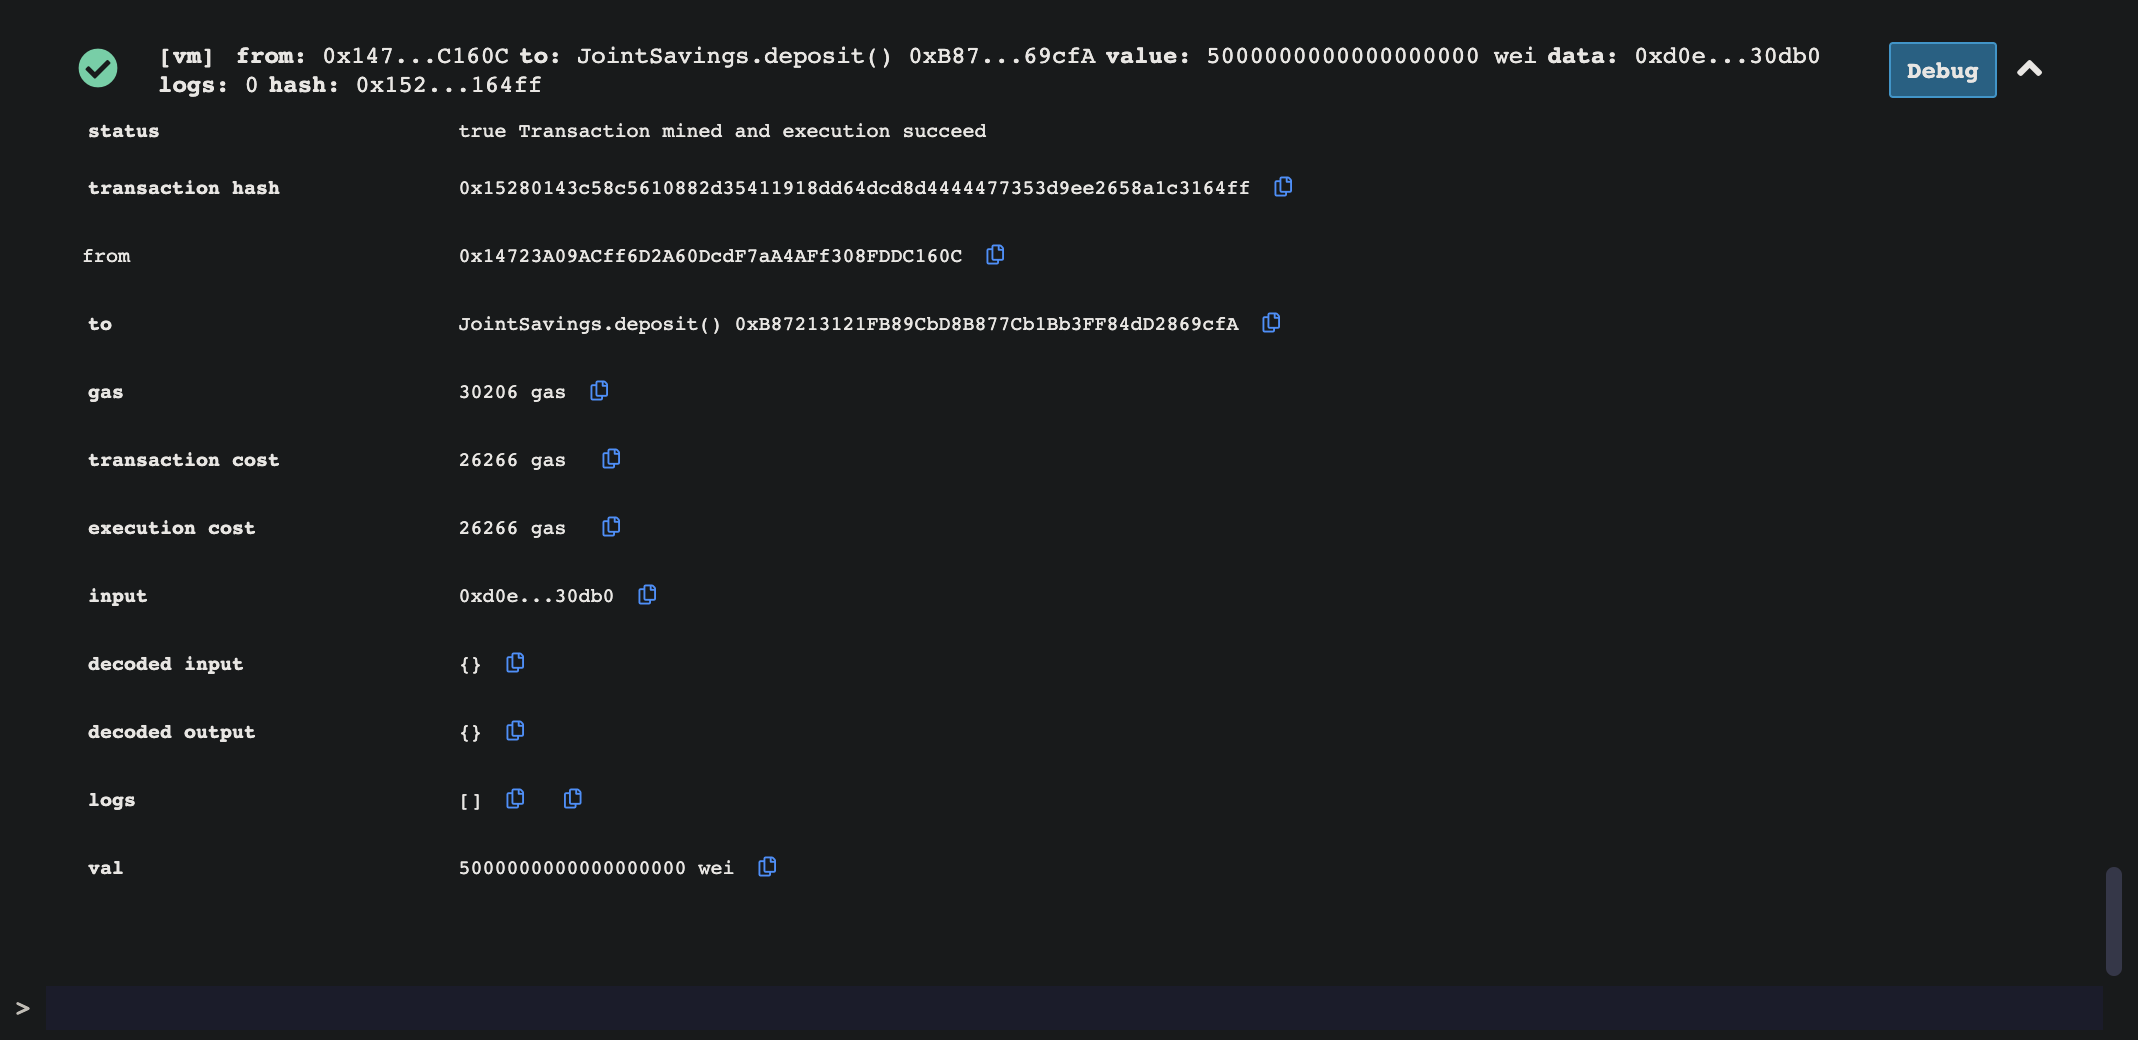 [vm] from: 0x147...C160C to: JointSavings.deposit() 0xB87...69cfA value: 5000000000000000000 wei data: 0xd0e...30db0
logs: 0 hash: 0x152...164ff
Debug
status true Transaction mined and execution succeed
transaction hash 0x15280143c58c5610882d35411918dd64dcd8d4444477353d9ee2658a1c3164ff
from 0x14723A09ACff6D2A60DcdF7aA4AFf308FDDC160C
to JointSavings.deposit() 0xB87213121FB89CbD8B877Cb1Bb3FF84dD2869cfA
gas 30206 gas
transaction cost 26266 gas
execution cost 26266 gas
input 0xd0e...30db0
decoded input {}
decoded output {}
logs []
val 5000000000000000000 wei
>